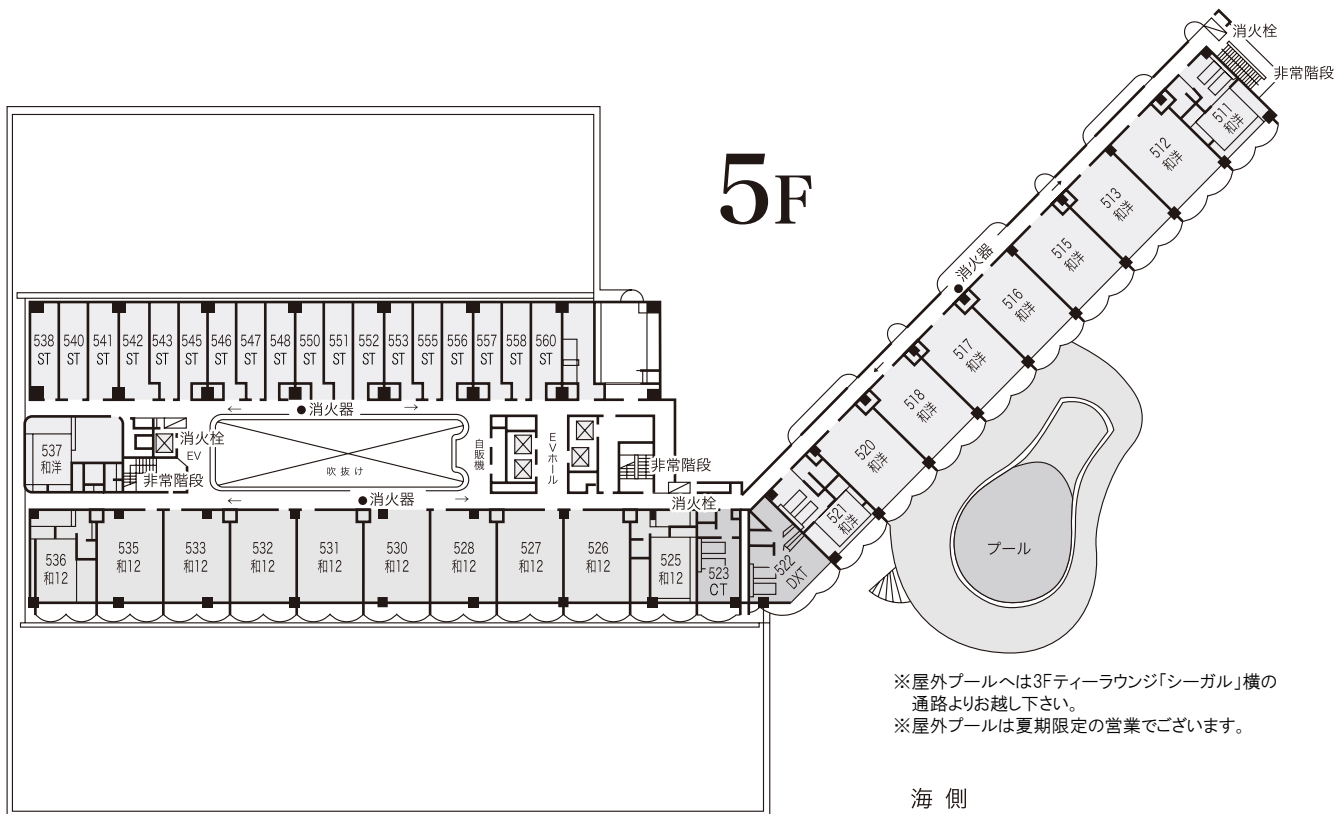 5F
消火栓
非常階段
511
和洋
512
和洋
513
和洋
515
和洋
516
和洋
517
和洋
518
和洋
520
和洋
521
和洋
522
DXT
消火器
538
ST
540
ST
541
ST
542
ST
543
ST
545
ST
546
ST
547
ST
548
ST
550
ST
551
ST
552
ST
553
ST
555
ST
556
ST
557
ST
558
ST
560
ST
← ●消火器 →
537
和洋
消火栓
EV
非常階段
吹抜け
自販機
EVホール
非常階段
消火栓
← ●消火器 →
536
和12
535
和12
533
和12
532
和12
531
和12
530
和12
528
和12
527
和12
526
和12
525
和12
523
CT
プール
※屋外プールへは3Fティーラウンジ「シーガル」横の
通路よりお越し下さい。
※屋外プールは夏期限定の営業でございます。
海 側